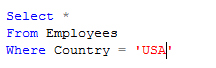 Select *
From Employees
Where Country = 'USA'